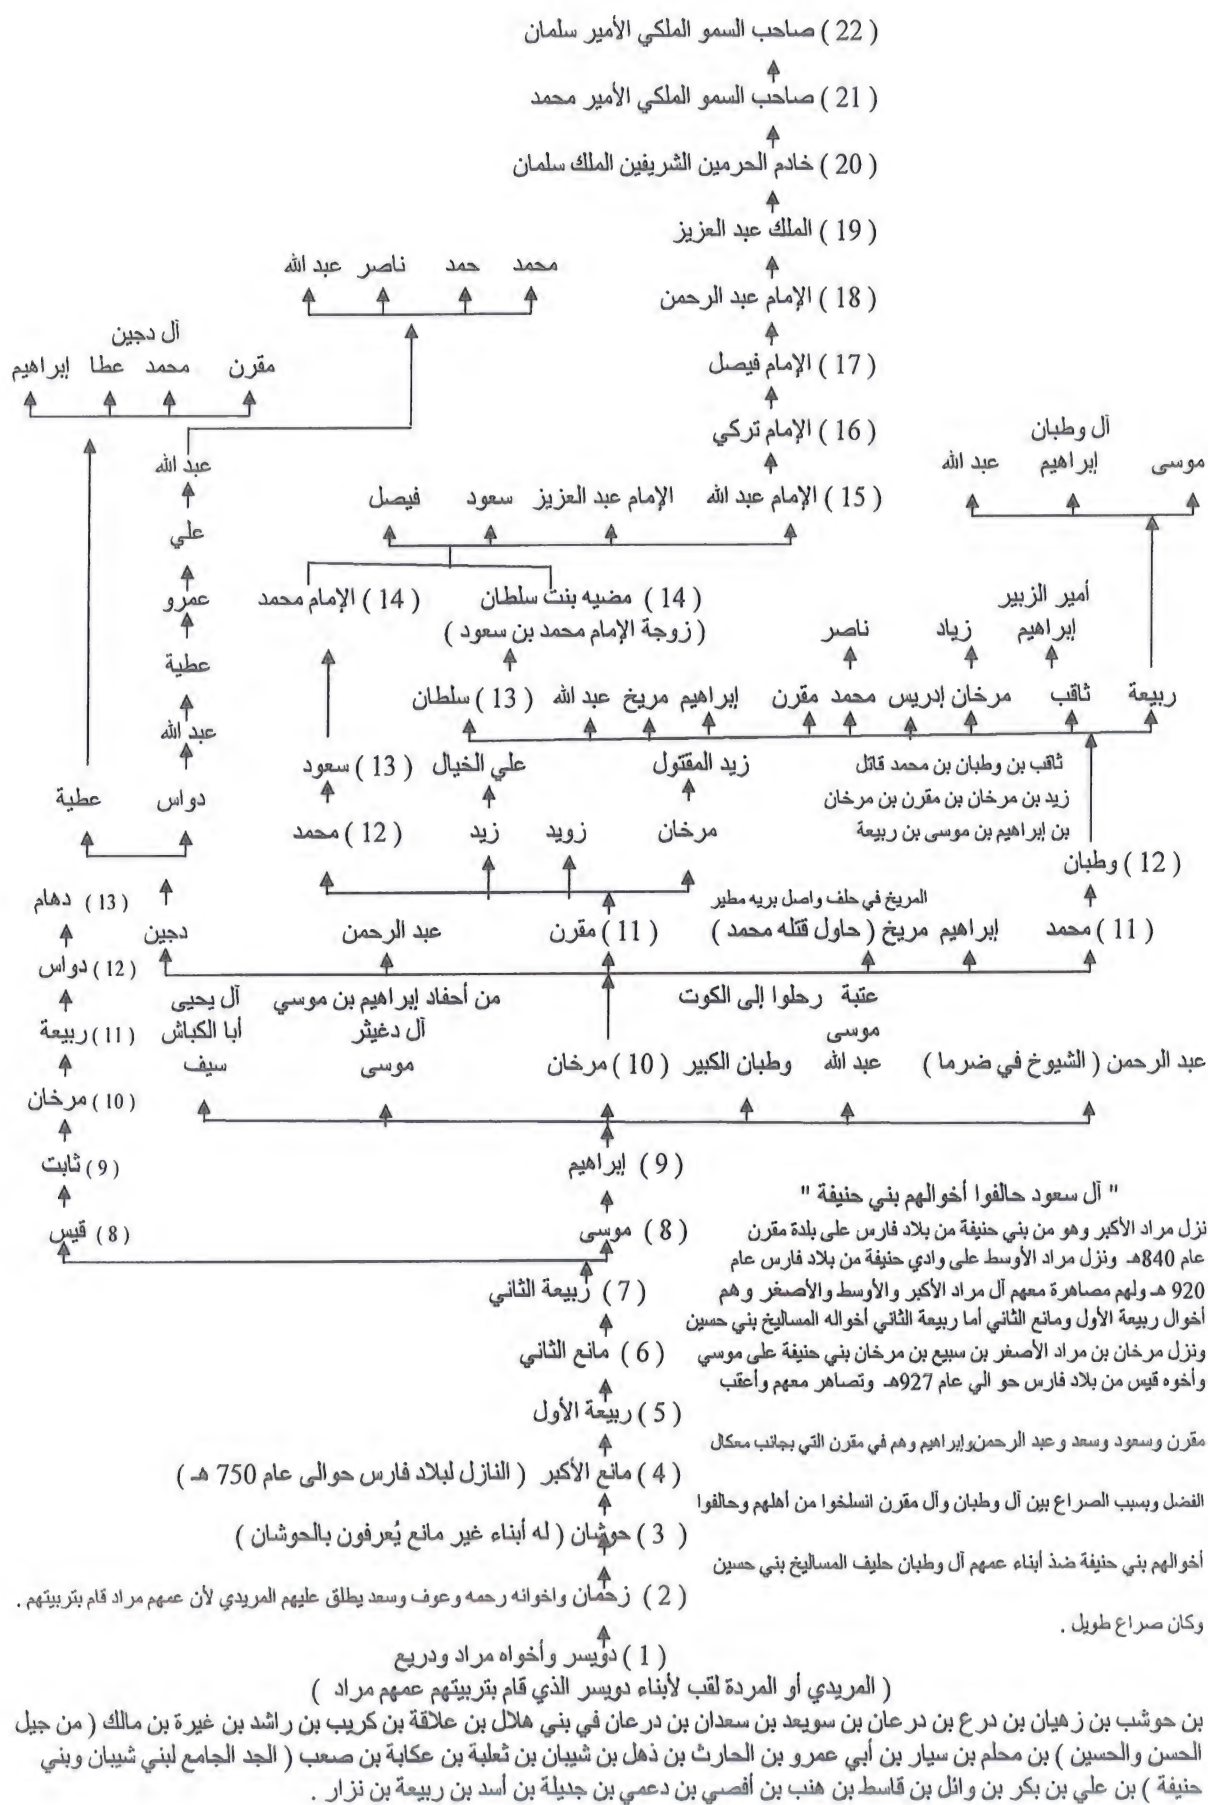 ( 22 ) صاحب السمو الملكي الأمير سلمان
( 21 ) صاحب السمو الملكي الأمير محمد
( 20 ) خادم الحرمين الشريفين الملك سلمان
( 19 ) الملك عبد العزيز
محمد حمد ناصر عبد الله
( 18 ) الإمام عبد الرحمن
آل دجين
( 17 ) الإمام فيصل
مقرن محمد عطا إبراهيم
( 16 ) الإمام تركي
آل وطبان
موسى إبراهيم عبد الله
عبد الله
( 15 ) الإمام عبد الله الإمام عبد العزيز سعود فيصل
علي
أمير الزبير
( 14 ) مضيه بنت سلطان ( 14 ) الإمام محمد
عمرو
( زوجة الإمام محمد بن سعود )
إبراهيم زياد ناصر
عطية
ربيعة ثاقب مرخان إدريس محمد مقرن إبراهيم مريخ عبد الله ( 13 ) سلطان
عبد الله
ثاقب بن وطبان بن محمد قاتل
زيد المقتول علي الخيال ( 13 ) سعود
زيد بن مرخان بن مقرن بن مرخان
دواس عطية
بن إبراهيم بن موسى بن ربيعة
مرخان زويد زيد ( 12 ) محمد
( 12 ) وطبان
المريخ في حلف واصل بريه مطير
( 13 ) دهام
( 11 ) محمد إبراهيم مريخ ( حاول قتله محمد ) ( 11 ) مقرن عبد الرحمن دجين
( 12 ) دواس
عتبة رحلوا إلى الكوت من أحفاد إبراهيم بن موسي آل يحيى
موسى آل دغيثر أبا الكباش
( 11 ) ربيعة
عبد الرحمن ( الشيوخ في ضرما ) عبد الله وطبان الكبير ( 10 ) مرخان موسى سيف
( 10 ) مرخان
( 9 ) إبراهيم ( 9 ) ثابت
" آل سعود حالفوا أخوالهم بني حنيفة "
( 8 ) موسى ( 8 ) قيس
نزل مراد الأكبر وهو من بني حنيفة من بلاد فارس على بلدة مقرن
عام 840هـ ونزل مراد الأوسط على وادي حنيفة من بلاد فارس عام
( 7 ) ربيعة الثاني
920 هـ ولهم مصاهرة معهم آل مراد الأكبر والأوسط والأصغر وهم
أخوال ربيعة الأول ومانع الثاني أما ربيعة الثاني أخواله المساليخ بني حسين
( 6 ) مانع الثاني
ونزل مرخان بن مراد الأصغر بن سبيع بن مرخان بني حنيفة على موسي
وأخوه قيس من بلاد فارس حو الي عام 927هـ وتصاهر معهم وأعقب
( 5 ) ربيعة الأول
مقرن وسعود وسعد وعبد الرحمن وإبراهيم وهم في مقرن التي بجانب معكال
( 4 ) مانع الأكبر ( النازل لبلاد فارس حوالى عام 750 هـ )
الفضل وبسبب الصراع بين آل وطبان وآل مقرن انسلخوا من أهلهم وحالفوا
( 3 ) حوشان ( له أبناء غير مانع يُعرفون بالحوشان )
أخوالهم بني حنيفة ضد أبناء عمهم آل وطبان حليف المساليخ بني حسين
( 2 ) زحمان واخوانه رحمه وعوف وسعد يطلق عليهم المريدي لأن عمهم مراد قام بتربيتهم .
وكان صراع طويل .
( 1 ) دويسر وأخواه مراد ودريع
( المريدي أو المردة لقب لأبناء دويسر الذي قام بتربيتهم عمهم مراد )
بن حوشب بن زهيان بن درع بن درعان بن سويعد بن سعدان بن درعان في بني هلال بن علاقة بن كريب بن راشد بن غيرة بن مالك ( من جيل
الحسن والحسين ) بن محلم بن سيار بن أبي عمرو بن الحارث بن ذهل بن شيبان بن ثعلبة بن عكابة بن صعب ( الجد الجامع لبني شيبان وبني
حنيفة ) بن علي بن بكر بن وائل بن قاسط بن هنب بن أفصي بن دعمي بن جديلة بن أسد بن ربيعة بن نزار .